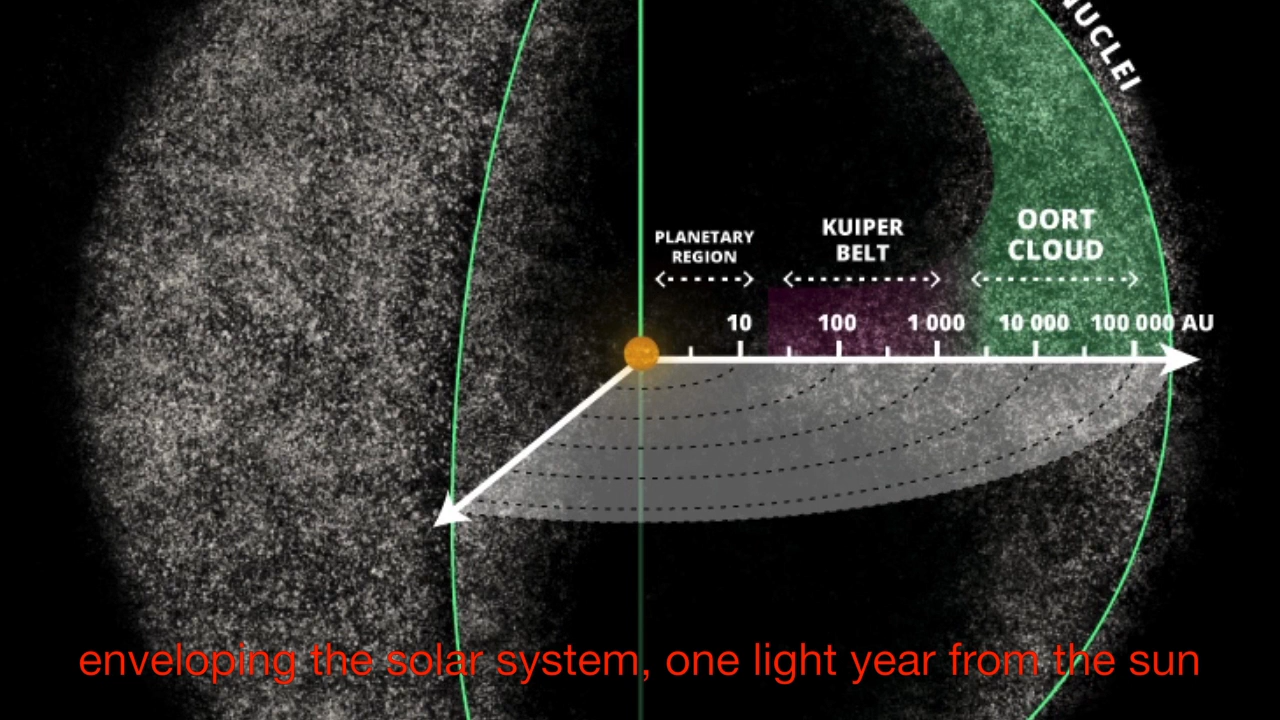 NUCLEI
PLANETARY
REGION
KUIPER
BELT
OORT
CLOUD
10 100 1 000 10 000 100 000 AU
enveloping the solar system, one light year from the sun